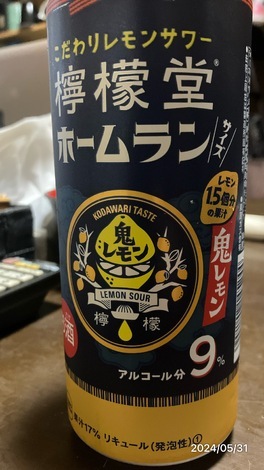 こだわりレモンサワー
檸檬堂®
ホームラン
サイズ
レモン
1.5個分
の果汁
鬼レモン
KODAWARI TASTE
鬼
レモン
LEMON SOUR
檸檬
酒
アルコール分 9%
果汁17% リキュール(発泡性)①
2024/05/31